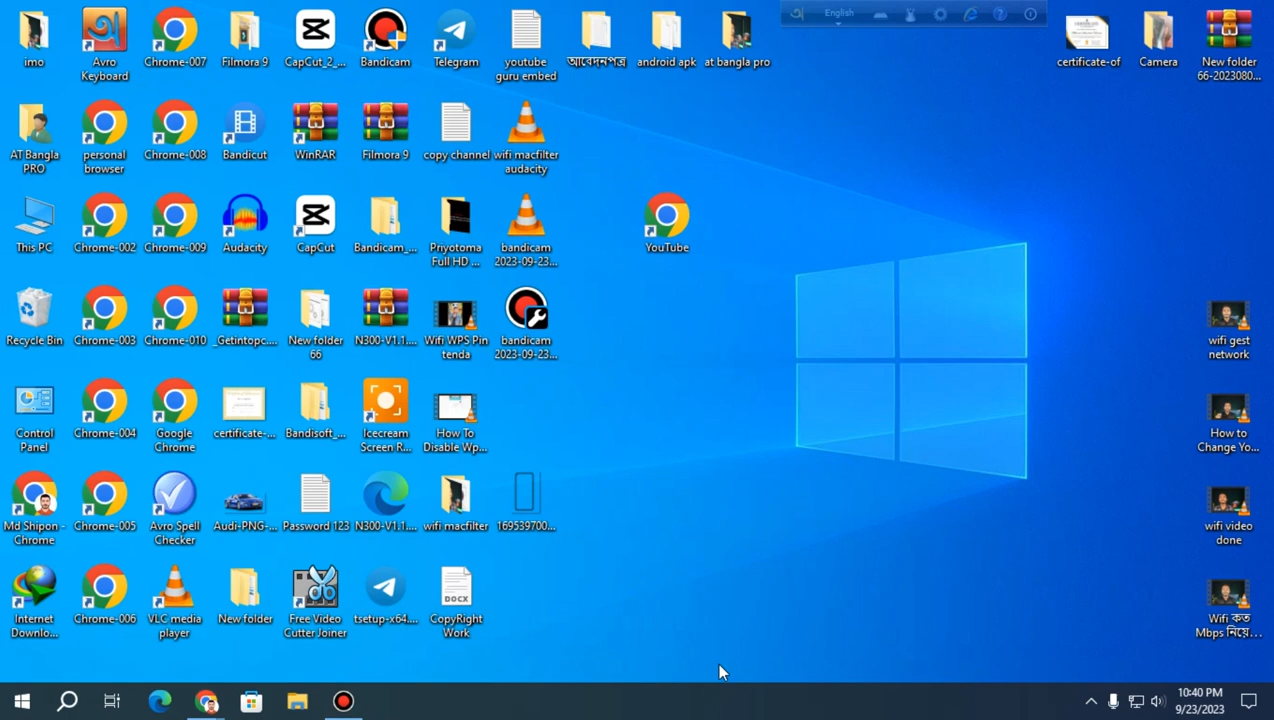 English
imo
Avro
Keyboard
Chrome-007
Filmora 9
CapCut_2_...
Bandicam
Telegram
youtube
guru embed
আবেদনপত্র
android apk
at bangla pro
certificate-of
Camera
New folder
66-2023080...
AT Bangla
PRO
personal
browser
Chrome-008
Bandicut
WinRAR
Filmora 9
copy channel
wifi macfilter
audacity
This PC
Chrome-002
Chrome-009
Audacity
CapCut
Bandicam_...
Priyotoma
Full HD ...
bandicam
2023-09-23...
YouTube
Recycle Bin
Chrome-003
Chrome-010
_Getintopc....
New folder
66
N300-V1.1....
Wifi WPS Pin
tenda
bandicam
2023-09-23...
wifi gest
network
Control
Panel
Chrome-004
Google
Chrome
certificate-...
Bandisoft_...
Icecream
Screen R...
How To
Disable Wp...
How to
Change Yo...
Md Shipon -
Chrome
Chrome-005
Avro Spell
Checker
Audi-PNG-...
Password 123
N300-V1.1....
wifi macfilter
169539700...
wifi video
done
Internet
Downlo...
Chrome-006
VLC media
player
New folder
Free Video
Cutter Joiner
tsetup-x64....
DOCX
CopyRight
Work
Wifi কত
Mbps নিয়ে...
10:40 PM
9/23/2023